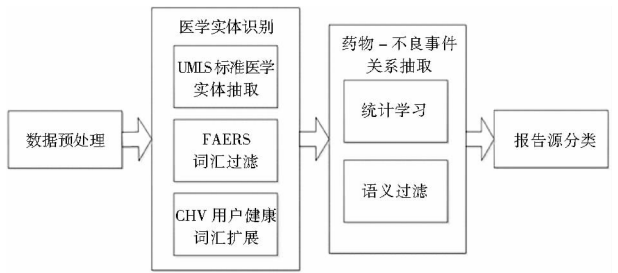 数据预处理
医学实体识别
UMLS标准医学
实体抽取
FAERS
词汇过滤
CHV用户健康
词汇扩展
药物-不良事件
关系抽取
统计学习
语义过滤
报告源分类